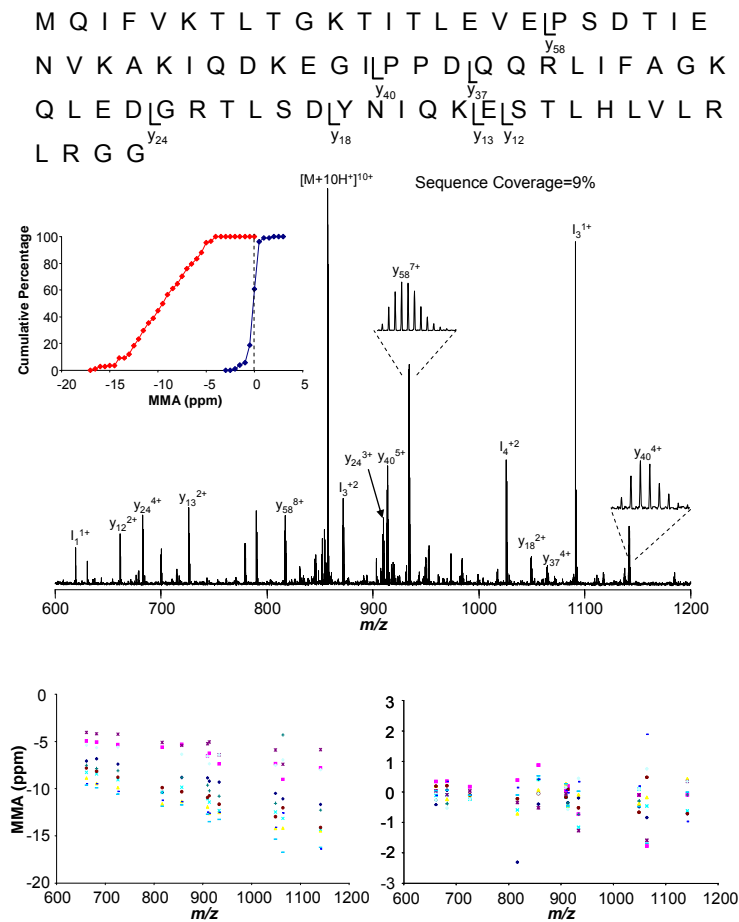 M Q I F V K T L T G K T I T L E V E P S D T I E
y58
N V K A K I Q D K E G I P P D Q Q R L I F A G K
y40 y37
Q L E D G R T L S D Y N I Q K E S T L H L V L R
y24 y18 y13 y12
L R G G
[M+10H+]10+ Sequence Coverage=9%
Cumulative Percentage
100
80
60
40
20
0
-20 -15 -10 -5 0 5
MMA (ppm)
y58 7+
I3 1+
y24 3+ y40 5+
I4 +2
y40 4+
I1 1+ y12 2+ y24 4+ y13 2+ y58 8+ I3 +2 y18 2+ y37 4+
600 700 800 900 1000 1100 1200
m/z
MMA (ppm)
0
-5
-10
-15
-20
600 700 800 900 1000 1100 1200
m/z
3
2
1
0
-1
-2
-3
600 700 800 900 1000 1100 1200
m/z